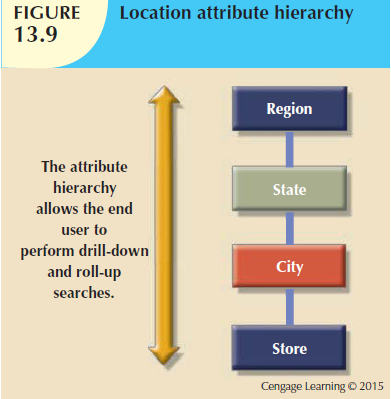 FIGURE
13.9
Location attribute hierarchy
The attribute
hierarchy
allows the end
user to
perform drill-down
and roll-up
searches.
Region
State
City
Store
Cengage Learning © 2015